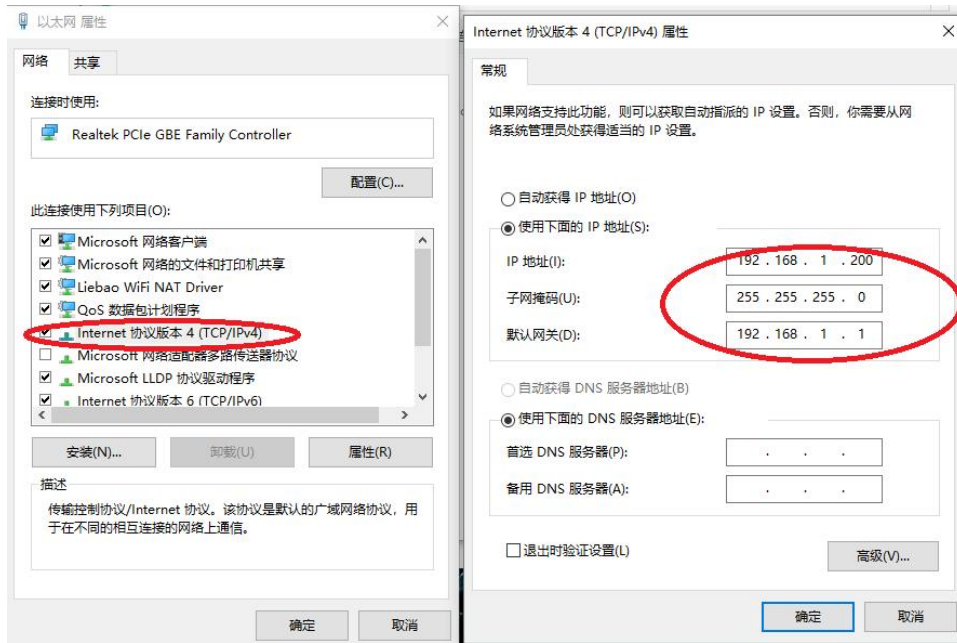 以太网 属性
网络
共享
连接时使用:
Realtek PCIe GBE Family Controller
配置(C)...
此连接使用下列项目(O):
Microsoft 网络客户端
Microsoft 网络的文件和打印机共享
Liebao WiFi NAT Driver
QoS 数据包计划程序
Internet 协议版本 4 (TCP/IPv4)
Microsoft 网络适配器多路传送器协议
Microsoft LLDP 协议驱动程序
Internet 协议版本 6 (TCP/IPv6)
安装(N)...
卸载(U)
属性(R)
描述
传输控制协议/Internet 协议。该协议是默认的广域网络协议，用
于在不同的相互连接的网络上通信。
确定
取消
Internet 协议版本 4 (TCP/IPv4) 属性
常规
如果网络支持此功能，则可以获取自动指派的 IP 设置。否则，你需要从网
络系统管理员处获得适当的 IP 设置。
自动获得 IP 地址(O)
使用下面的 IP 地址(S):
IP 地址(I):
192 . 168 . 1 . 200
子网掩码(U):
255 . 255 . 255 . 0
默认网关(D):
192 . 168 . 1 . 1
自动获得 DNS 服务器地址(B)
使用下面的 DNS 服务器地址(E):
首选 DNS 服务器(P):
. . .
备用 DNS 服务器(A):
. . .
退出时验证设置(L)
高级(V)...
确定
取消